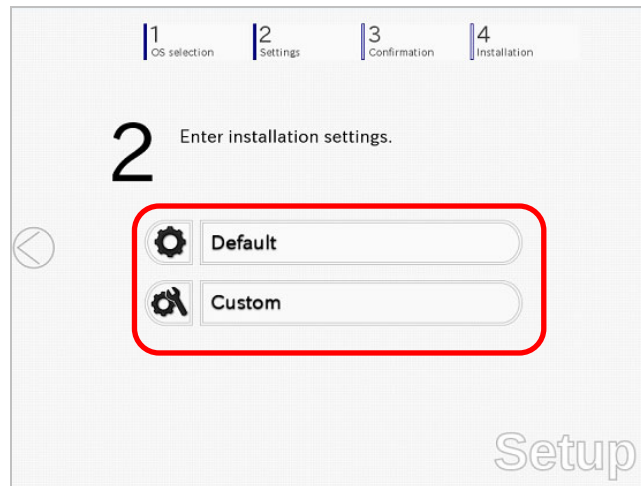 1
OS selection
2
Settings
3
Confirmation
4
Installation
2
Enter installation settings.
Default
Custom
Setup